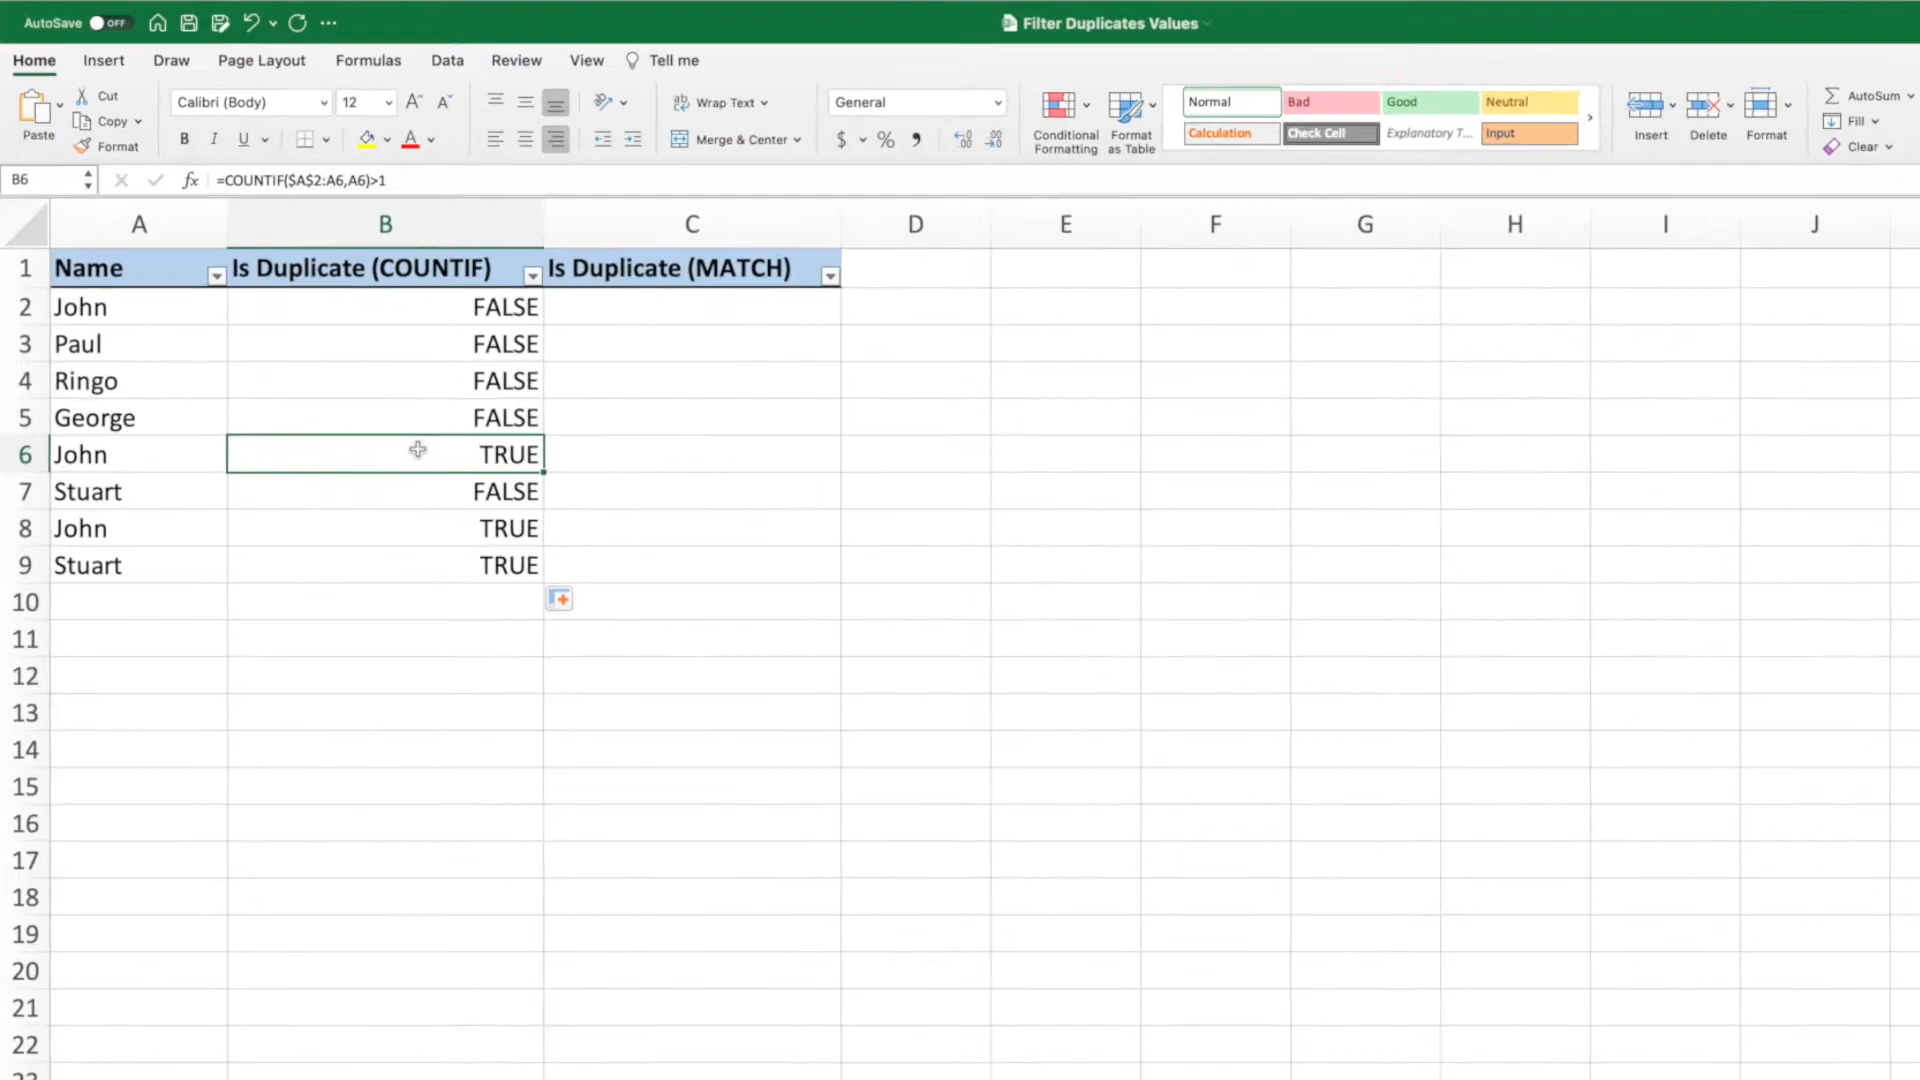 AutoSave OFF ··· Filter Duplicates Values
Home Insert Draw Page Layout Formulas Data Review View Tell me
Paste Cut Copy Format
Calibri (Body) 12
B I U
Wrap Text
Merge & Center
General
$ % ,
Conditional Formatting
Format as Table
Normal Bad Good Neutral
Calculation Check Cell Explanatory T... Input
Insert Delete Format
AutoSum
Fill
Clear
B6 fx =COUNTIF($A$2:A6,A6)>1
A B C D E F G H I J
1 Name Is Duplicate (COUNTIF) Is Duplicate (MATCH)
2 John FALSE
3 Paul FALSE
4 Ringo FALSE
5 George FALSE
6 John TRUE
7 Stuart FALSE
8 John TRUE
9 Stuart TRUE
10
11
12
13
14
15
16
17
18
19
20
21
22